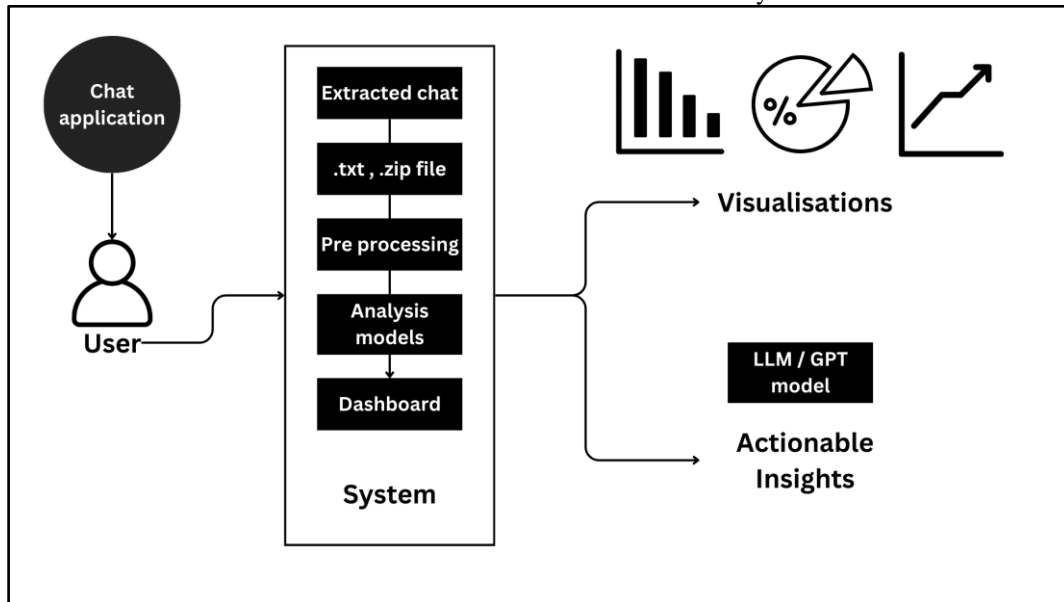 Chat
application
User
Extracted chat
.txt , .zip file
Pre processing
Analysis
models
Dashboard
System
%
Visualisations
LLM / GPT
model
Actionable
Insights